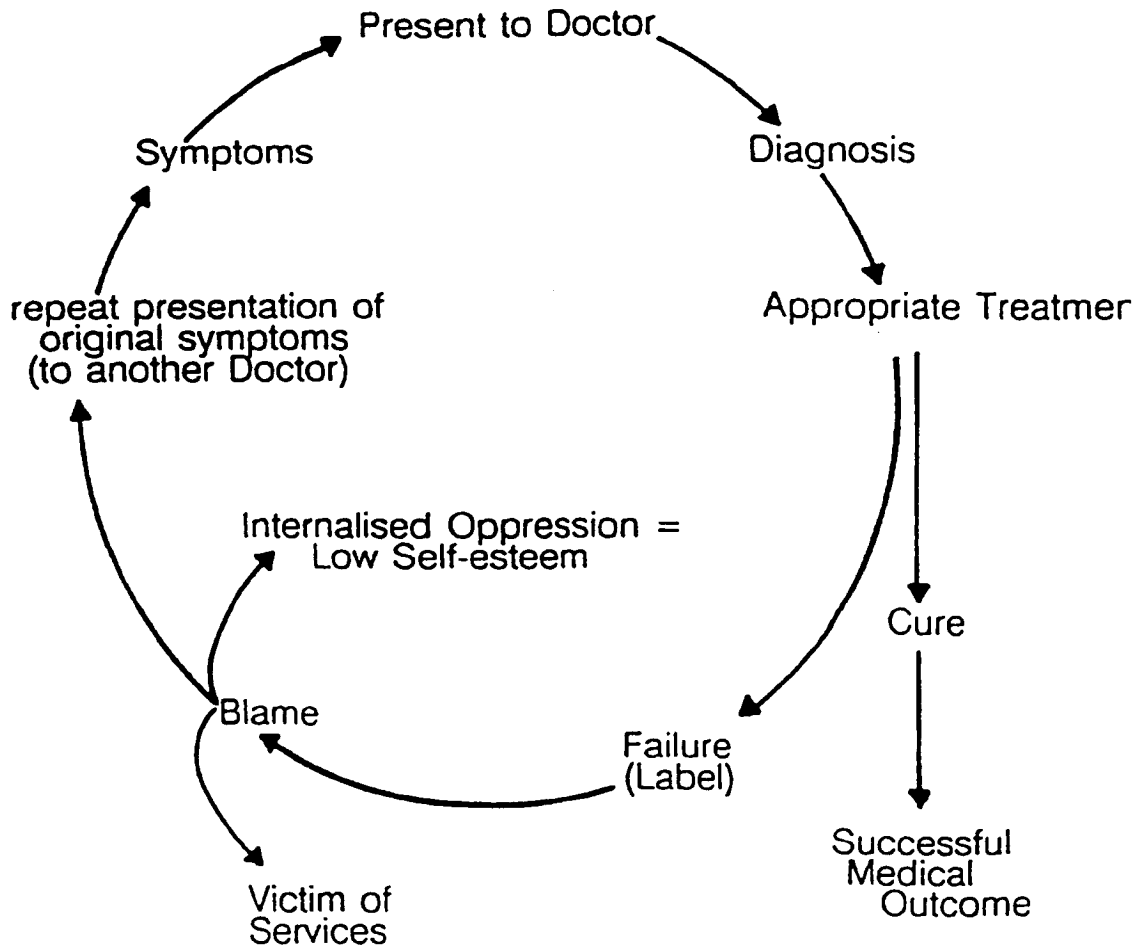 Present to Doctor
Symptoms
Diagnosis
repeat presentation of
original symptoms
(to another Doctor)
Appropriate Treatmer
Internalised Oppression =
Low Self-esteem
Cure
Blame
Failure
(Label)
Successful
Medical
Outcome
Victim of
Services